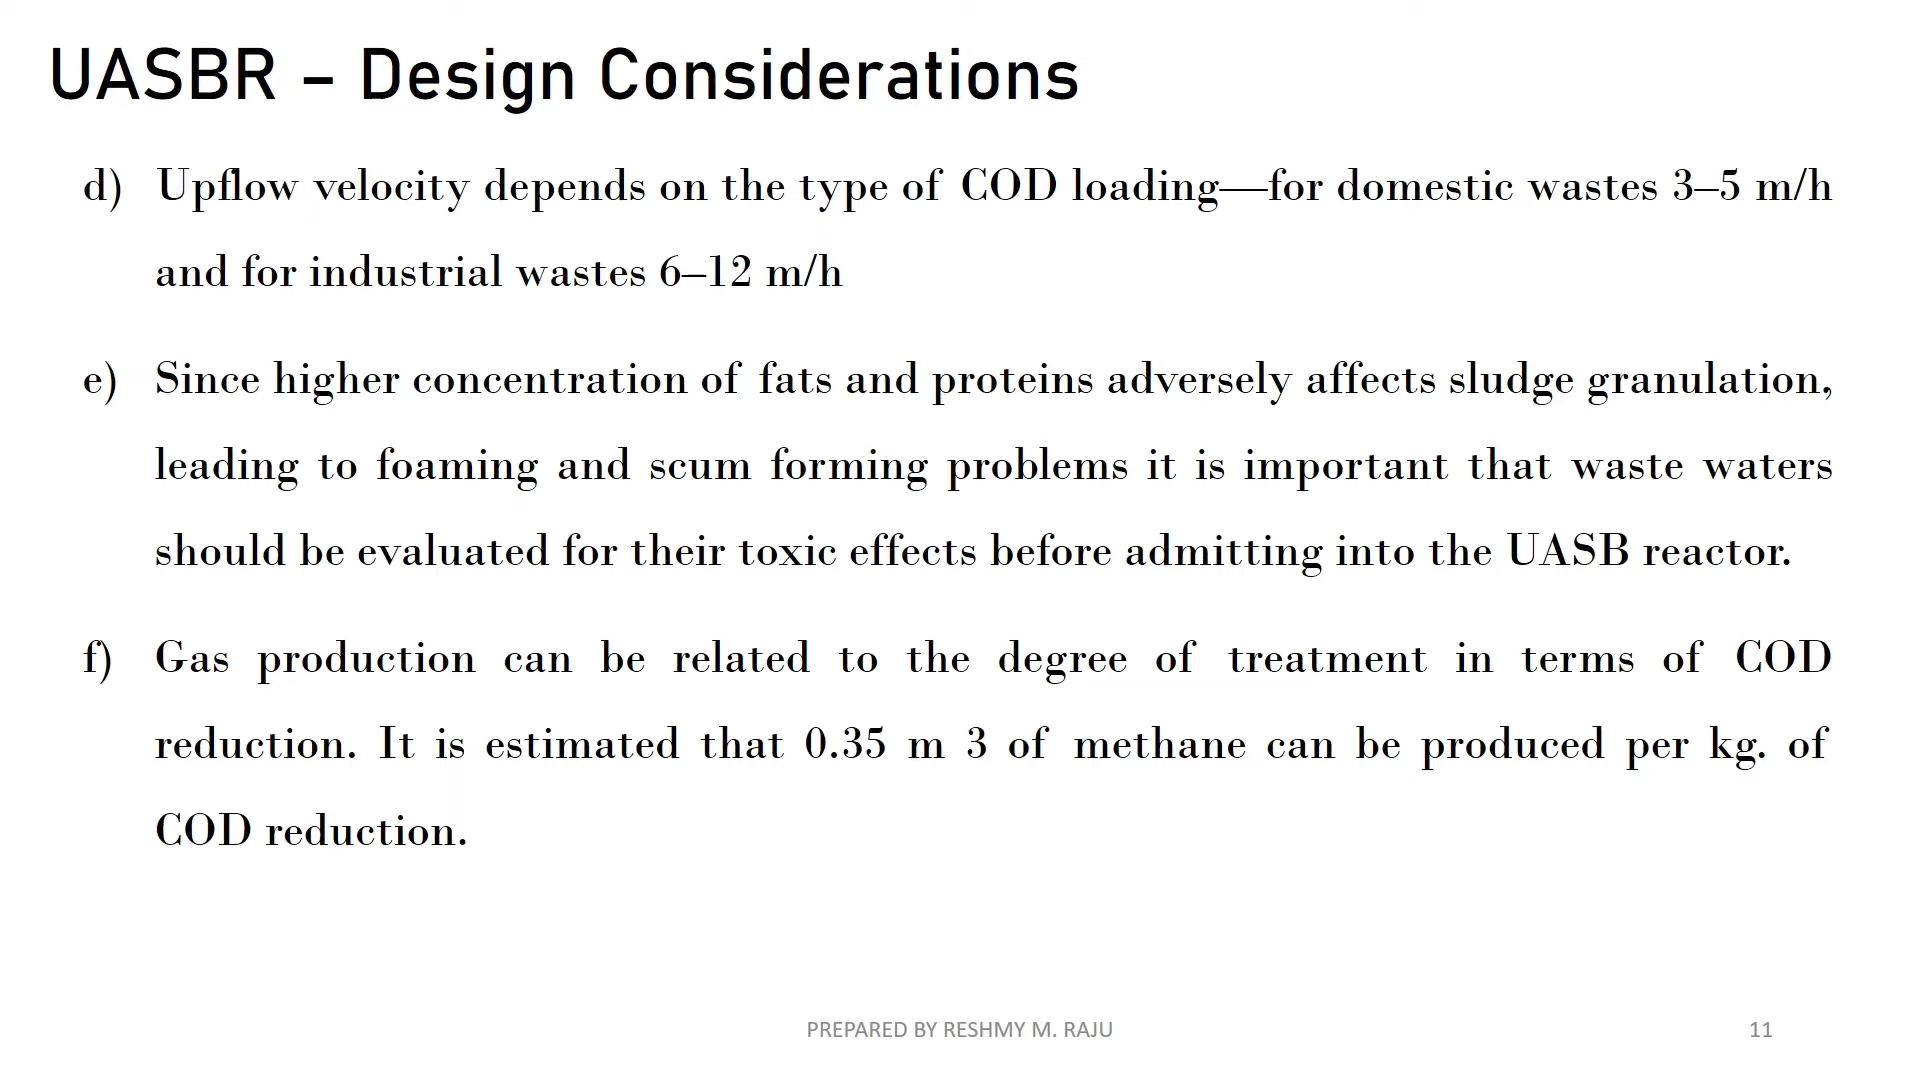 UASBR – Design Considerations
d) Upflow velocity depends on the type of COD loading—for domestic wastes 3–5 m/h
and for industrial wastes 6–12 m/h
e) Since higher concentration of fats and proteins adversely affects sludge granulation,
leading to foaming and scum forming problems it is important that waste waters
should be evaluated for their toxic effects before admitting into the UASB reactor.
f) Gas production can be related to the degree of treatment in terms of COD
reduction. It is estimated that 0.35 m 3 of methane can be produced per kg. of
COD reduction.
PREPARED BY RESHMY M. RAJU
11